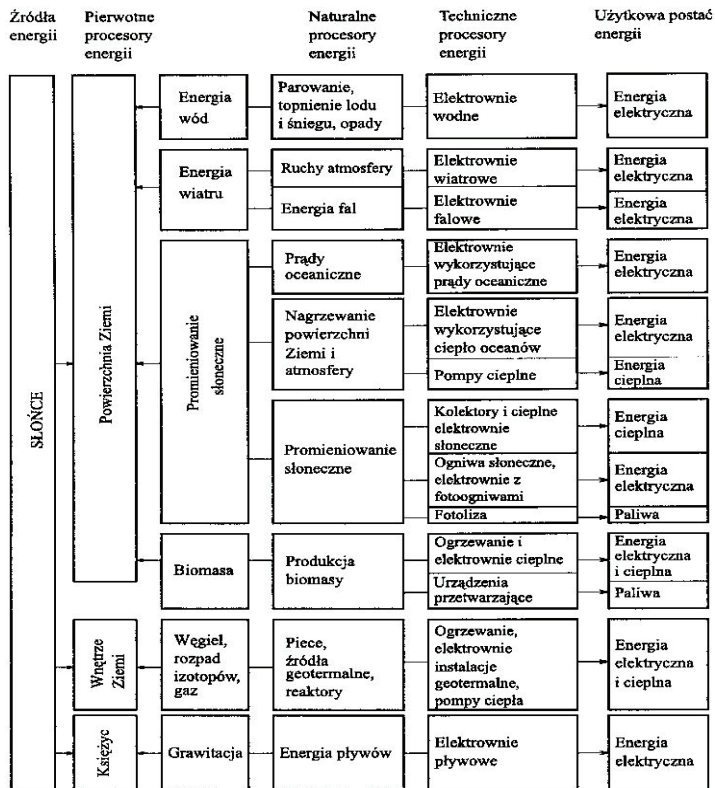 Źródła
energii
Pierwotne
procesory
energii
Naturalne
procesory
energii
Techniczne
procesory
energii
Użytkowa postać
energii
SŁOŃCE
Powierzchnia Ziemi
Energia
wód
Parowanie,
topnienie lodu
i śniegu, opady
Elektrownie
wodne
Energia
elektryczna
Energia
wiatru
Ruchy atmosfery
Elektrownie
wiatrowe
Energia
elektryczna
Energia fal
Elektrownie
falowe
Energia
elektryczna
Promieniowanie
słoneczne
Prądy
oceaniczne
Elektrownie
wykorzystujące
prądy oceaniczne
Energia
elektryczna
Nagrzewanie
powierzchni
Ziemi i
atmosfery
Elektrownie
wykorzystujące
ciepło oceanów
Energia
elektryczna
Pompy cieplne
Energia
cieplna
Promieniowanie
słoneczne
Kolektory i cieplne
elektrownie
słoneczne
Energia
cieplna
Ogniwa słoneczne,
elektrownie z
fotoogniwami
Energia
elektryczna
Fotoliza
Paliwa
Biomasa
Produkcja
biomasy
Ogrzewanie i
elektrownie cieplne
Energia
elektryczna
i cieplna
Urządzenia
przetwarzające
Paliwa
Wnętrze
Ziemi
Węgiel,
rozpad
izotopów,
gaz
Piece,
źródła
geotermalne,
reaktory
Ogrzewanie,
elektrownie
instalacje
geotermalne,
pompy ciepła
Energia
elektryczna
i cieplna
Księżyc
Grawitacja
Energia pływów
Elektrownie
pływowe
Energia
elektryczna